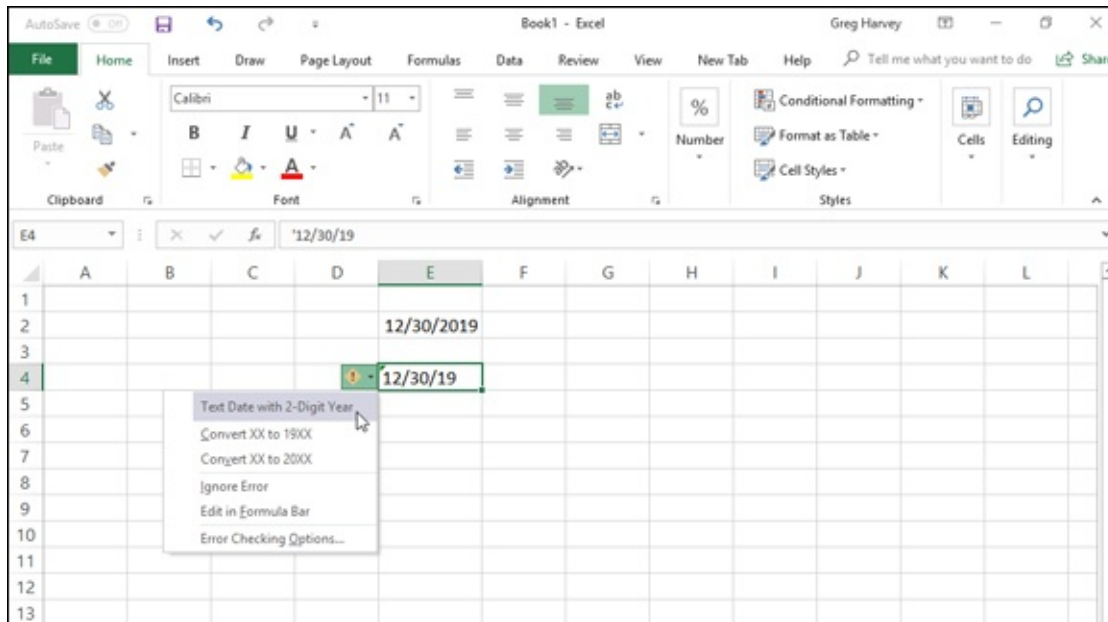 AutoSave Off Book1 - Excel Greg Harvey
File Home Insert Draw Page Layout Formulas Data Review View New Tab Help Tell me what you want to do Shar
Paste Calibri 11 ab % Number Conditional Formatting Cells Editing
B I U A A Format as Table
A Cell Styles
Clipboard Font Alignment Styles
E4 fx '12/30/19
A B C D E F G H I J K L
1
2 12/30/2019
3
4 12/30/19
5 Text Date with 2-Digit Year
6 Convert XX to 19XX
7 Convert XX to 20XX
8 Ignore Error
9 Edit in Formula Bar
10 Error Checking Options...
11
12
13